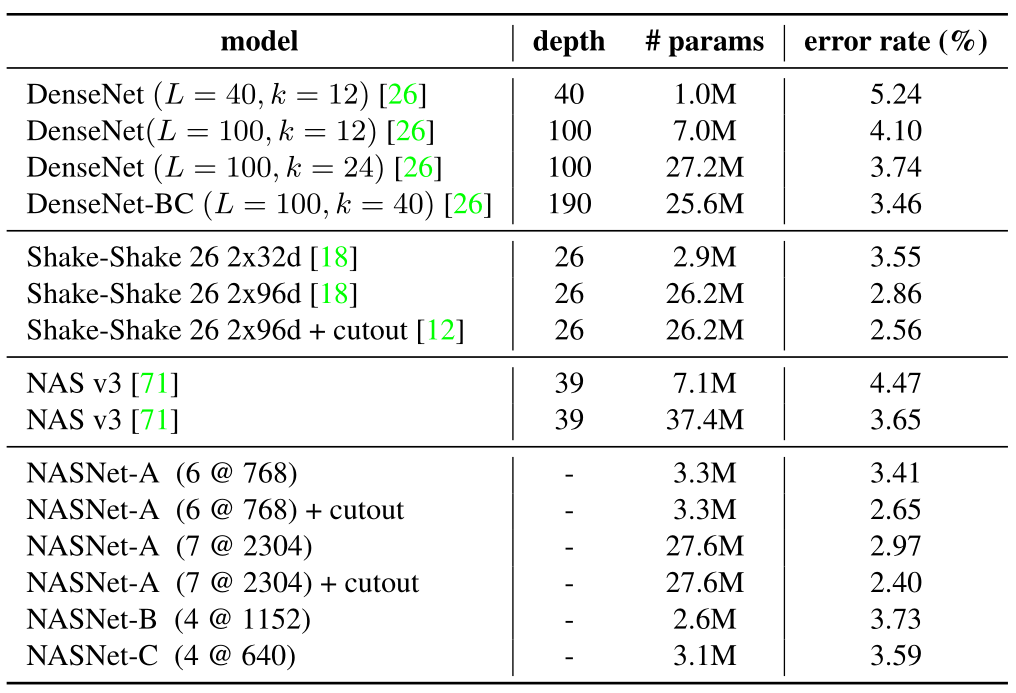 model depth # params error rate (%)
DenseNet (L = 40, k = 12) [26] 40 1.0M 5.24
DenseNet(L = 100, k = 12) [26] 100 7.0M 4.10
DenseNet (L = 100, k = 24) [26] 100 27.2M 3.74
DenseNet-BC (L = 100, k = 40) [26] 190 25.6M 3.46
Shake-Shake 26 2x32d [18] 26 2.9M 3.55
Shake-Shake 26 2x96d [18] 26 26.2M 2.86
Shake-Shake 26 2x96d + cutout [12] 26 26.2M 2.56
NAS v3 [71] 39 7.1M 4.47
NAS v3 [71] 39 37.4M 3.65
NASNet-A (6 @ 768) - 3.3M 3.41
NASNet-A (6 @ 768) + cutout - 3.3M 2.65
NASNet-A (7 @ 2304) - 27.6M 2.97
NASNet-A (7 @ 2304) + cutout - 27.6M 2.40
NASNet-B (4 @ 1152) - 2.6M 3.73
NASNet-C (4 @ 640) - 3.1M 3.59